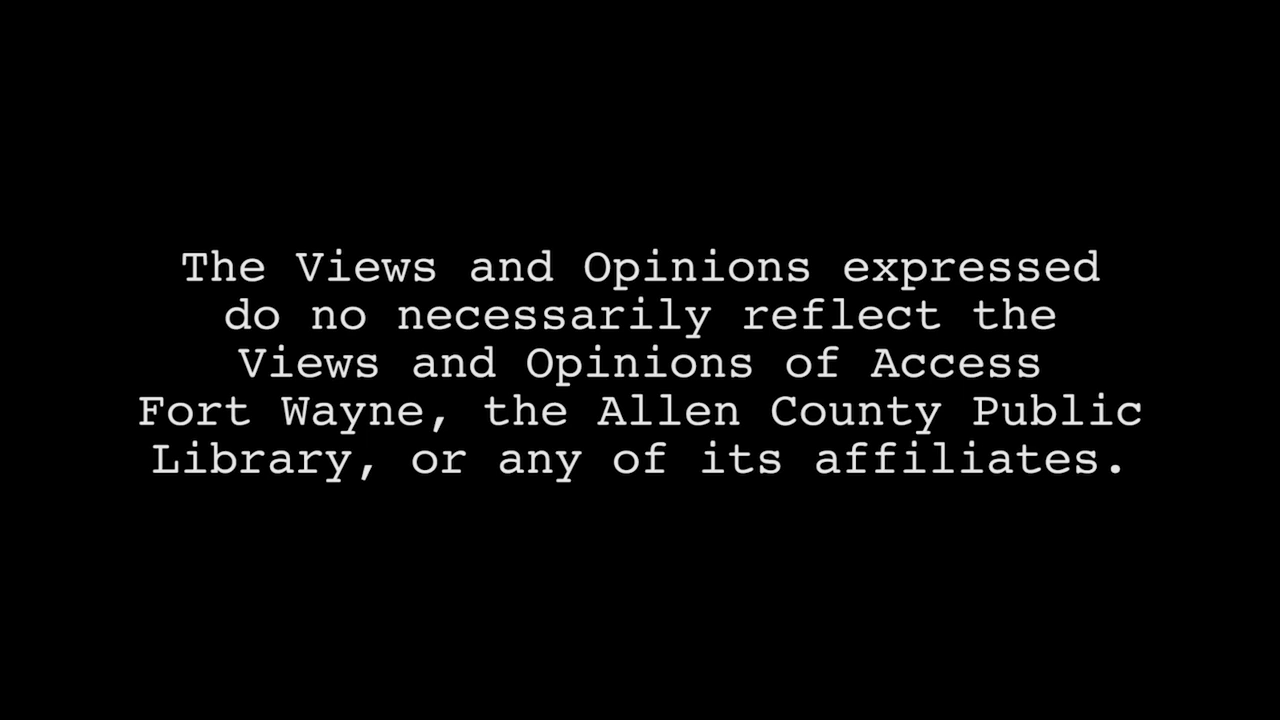 The Views and Opinions expressed
do no necessarily reflect the
Views and Opinions of Access
Fort Wayne, the Allen County Public
Library, or any of its affiliates.